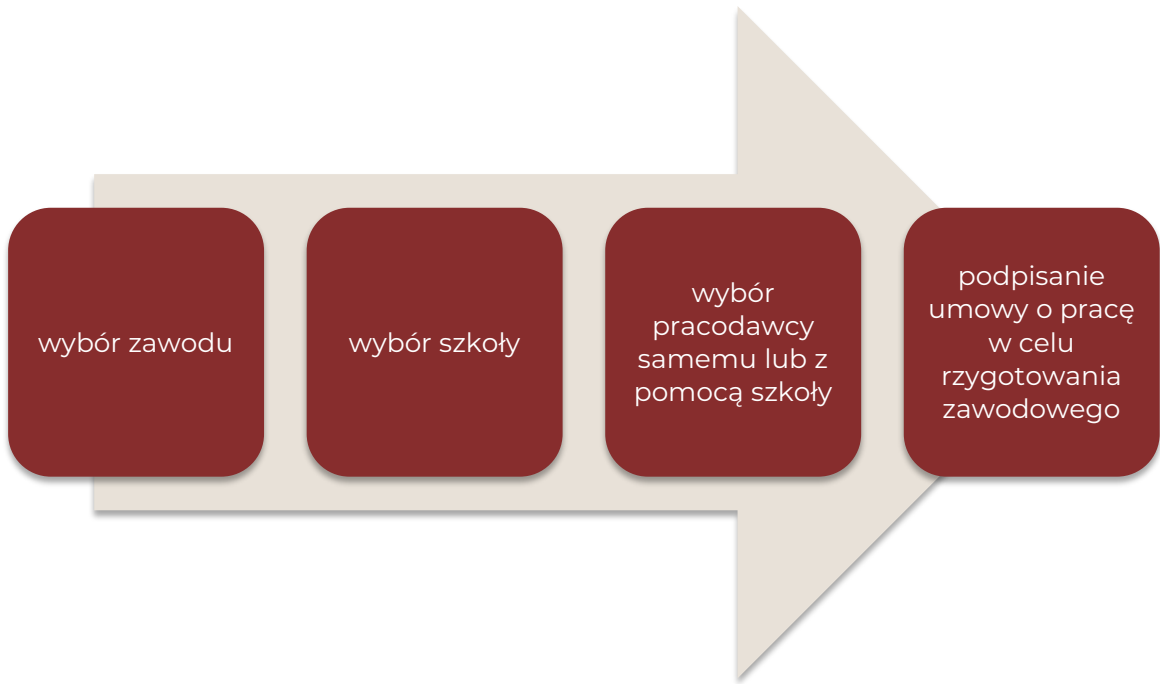 wybór zawodu
wybór szkoły
wybór
pracodawcy
samemu lub z
pomocą szkoły
podpisanie
umowy o pracę
w celu
rzygotowania
zawodowego